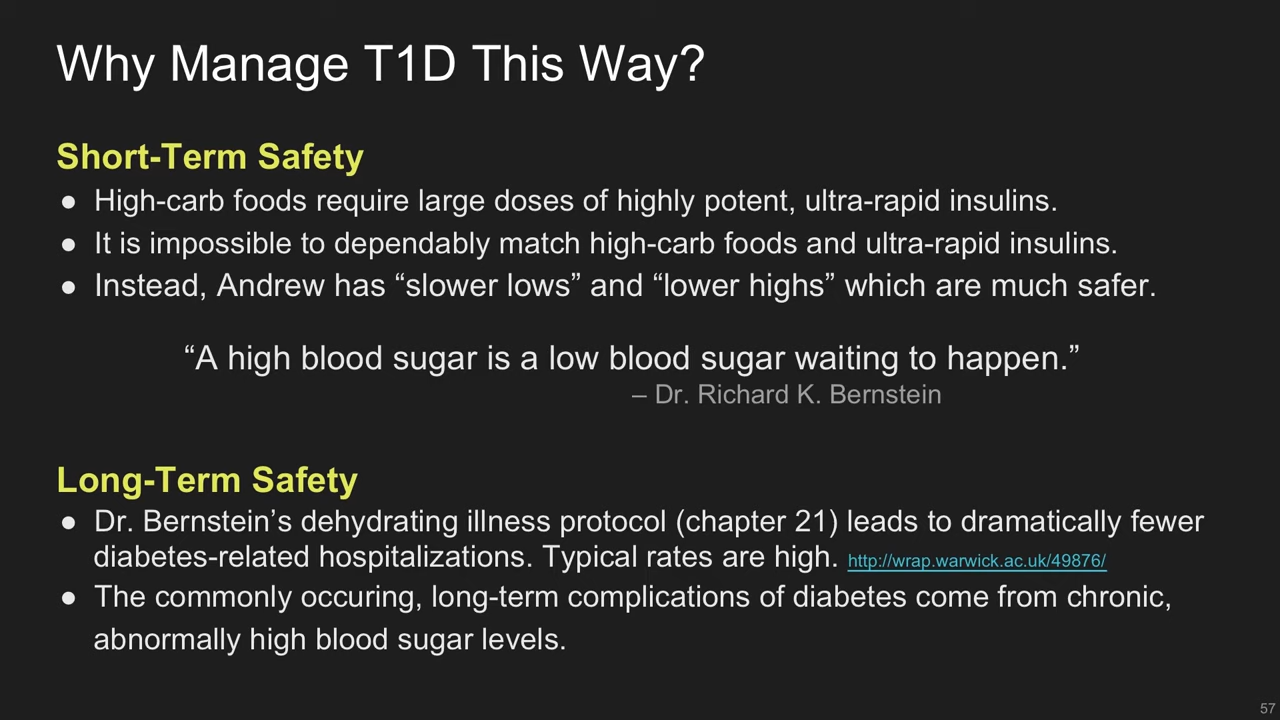 Why Manage T1D This Way?
Short-Term Safety
● High-carb foods require large doses of highly potent, ultra-rapid insulins.
● It is impossible to dependably match high-carb foods and ultra-rapid insulins.
● Instead, Andrew has “slower lows” and “lower highs” which are much safer.
“A high blood sugar is a low blood sugar waiting to happen.”
– Dr. Richard K. Bernstein
Long-Term Safety
● Dr. Bernstein’s dehydrating illness protocol (chapter 21) leads to dramatically fewer
diabetes-related hospitalizations. Typical rates are high. http://wrap.warwick.ac.uk/49876/
● The commonly occuring, long-term complications of diabetes come from chronic,
abnormally high blood sugar levels.
57